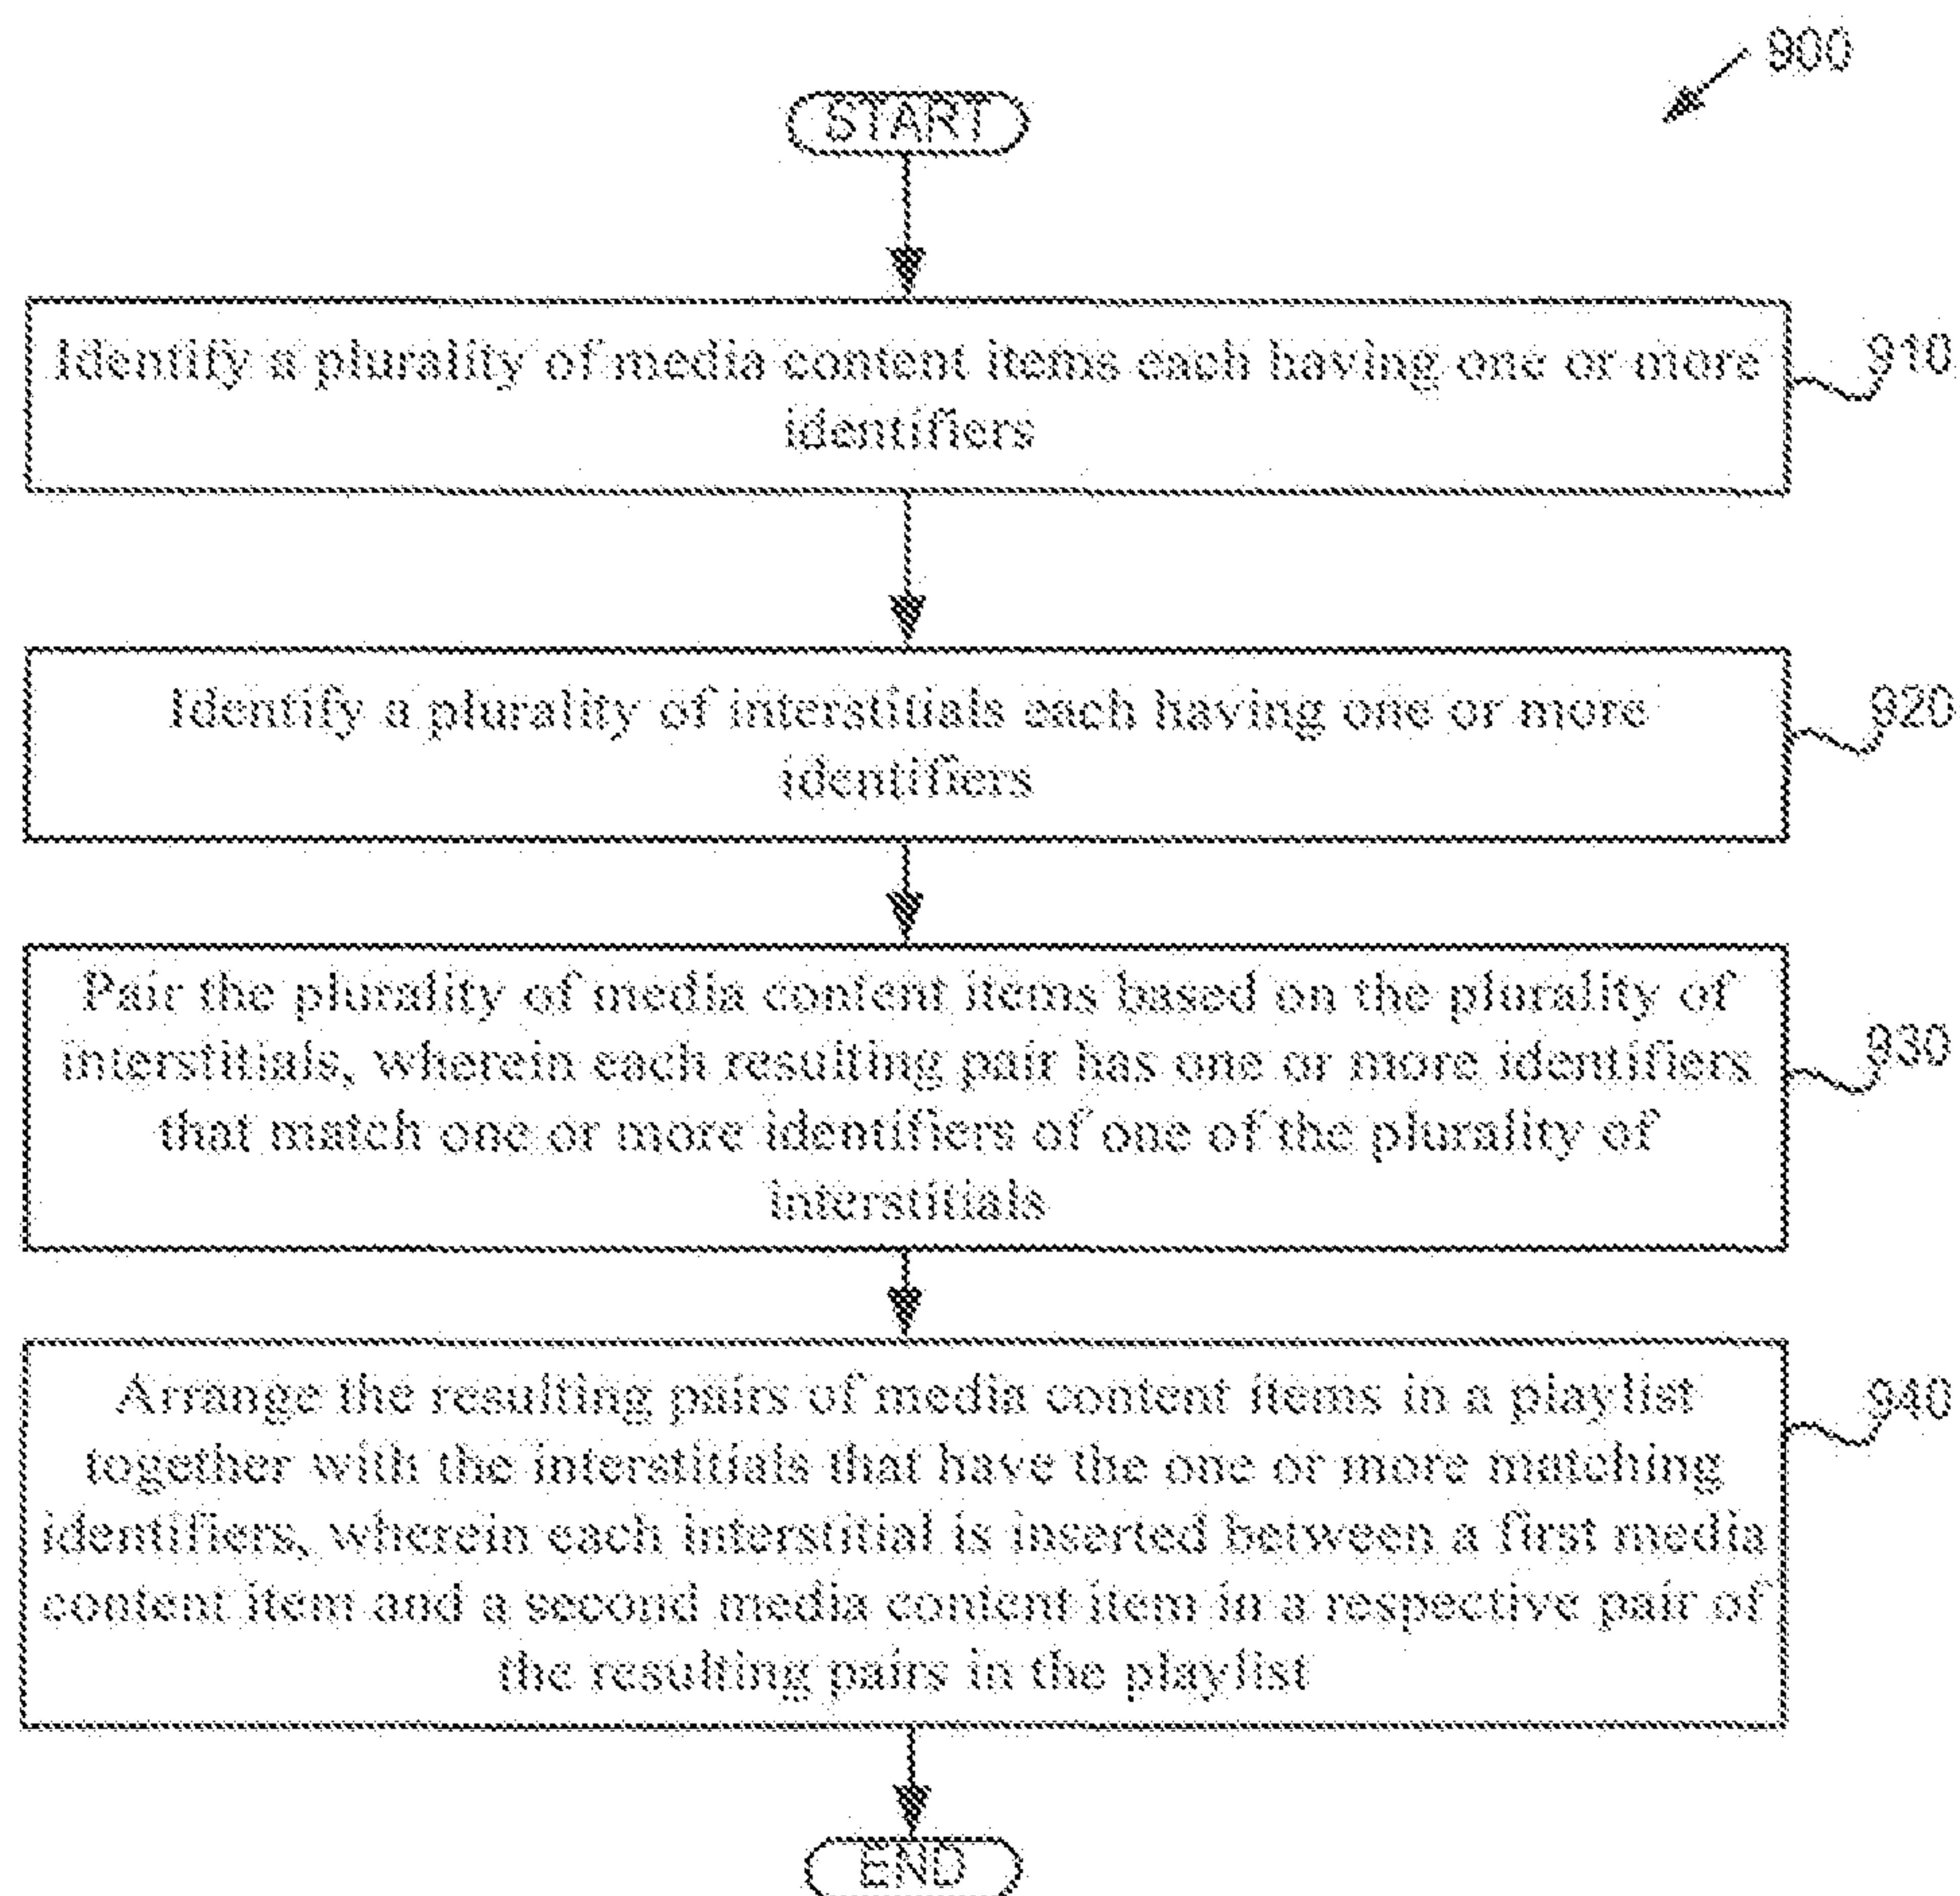 900
START
Identify a plurality of media content items each having one or more
identifiers
910
Identify a plurality of interstitials each having one or more
identifiers
920
Pair the plurality of media content items based on the plurality of
interstitials, wherein each resulting pair has one or more identifiers
that match one or more identifiers of one of the plurality of
interstitials
930
Arrange the resulting pairs of media content items in a playlist
together with the interstitials that have the one or more matching
identifiers, wherein each interstitial is inserted between a first media
content item and a second media content item in a respective pair of
the resulting pairs in the playlist
940
END